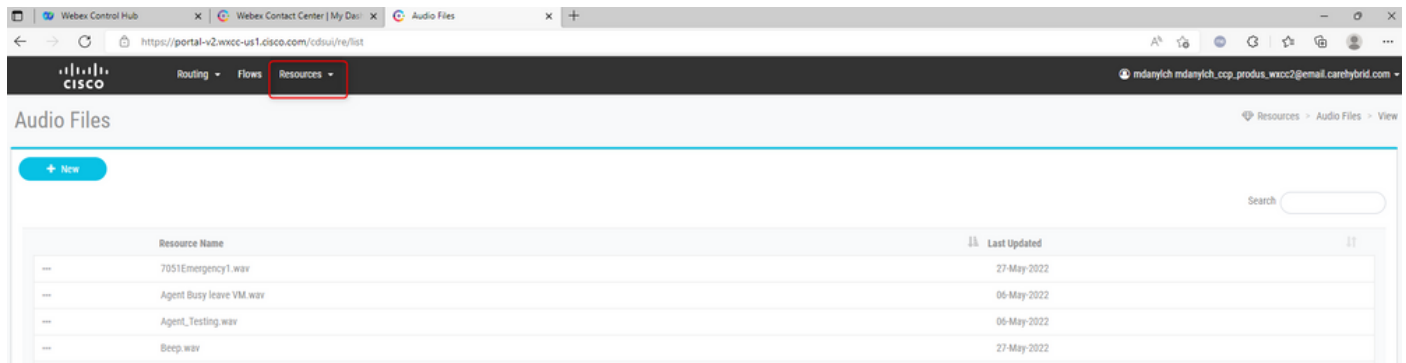 Webex Control Hub
Webex Contact Center | My Das
Audio Files
https://portal-v2.wxcc-us1.cisco.com/cdsui/re/list
CISCO
Routing
Flows
Resources
mdanylch mdanylch_ccp_produs_wxcc2@email.carehybrid.com
Audio Files
Resources > Audio Files > View
+ New
Search
Resource Name
Last Updated
7051Emergency1.wav 27-May-2022
Agent Busy leave VM.wav 06-May-2022
Agent_Testing.wav 06-May-2022
Beep.wav 27-May-2022